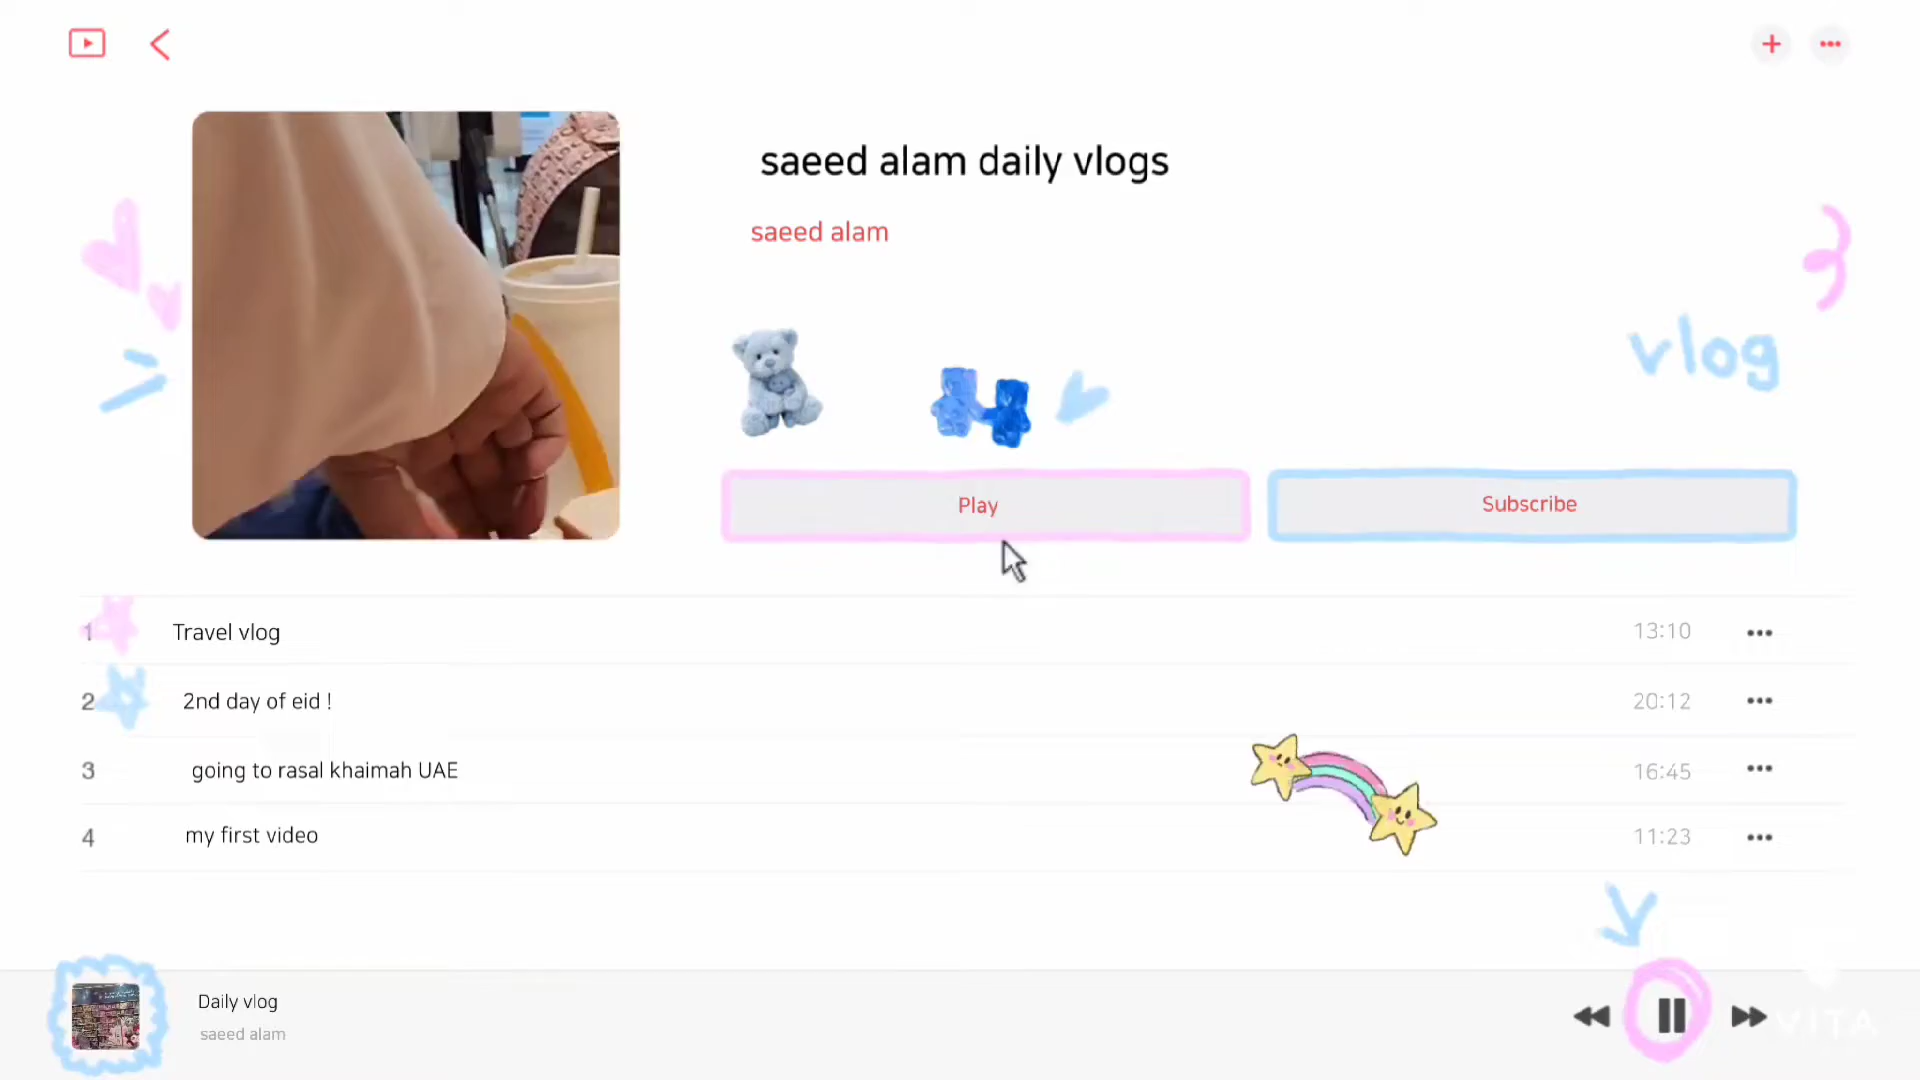 saeed alam daily vlogs
saeed alam
vlog
Play
Subscribe
1 Travel vlog 13:10
2 2nd day of eid ! 20:12
3 going to rasal khaimah UAE 16:45
4 my first video 11:23
Daily vlog
saeed alam
VITA